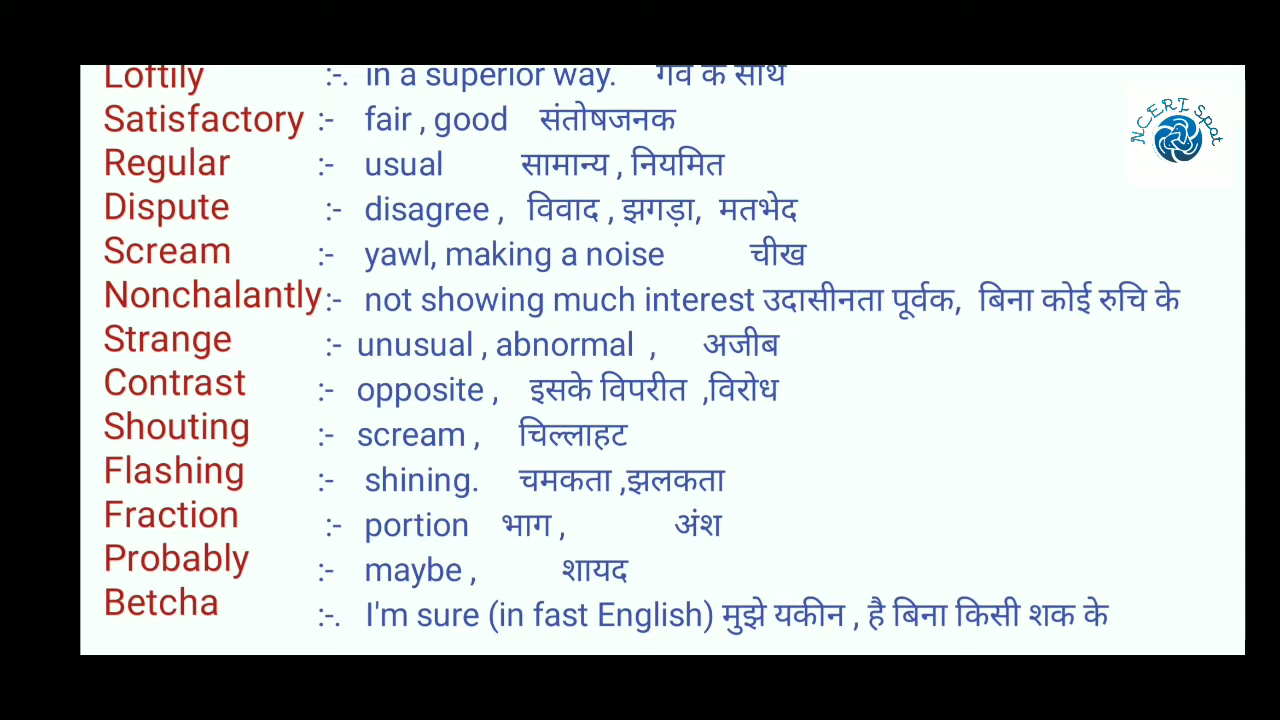 Loftily :-. in a superior way. गर्व के साथ
Satisfactory :- fair , good संतोषजनक
Regular :- usual सामान्य , नियमित
Dispute :- disagree , विवाद , झगड़ा, मतभेद
Scream :- yawl, making a noise चीख
Nonchalantly :- not showing much interest उदासीनता पूर्वक, बिना कोई रुचि के
Strange :- unusual , abnormal , अजीब
Contrast :- opposite , इसके विपरीत ,विरोध
Shouting :- scream , चिल्लाहट
Flashing :- shining. चमकता ,झलकता
Fraction :- portion भाग , अंश
Probably :- maybe , शायद
Betcha :-. I'm sure (in fast English) मुझे यकीन , है बिना किसी शक के
NCERT Spot